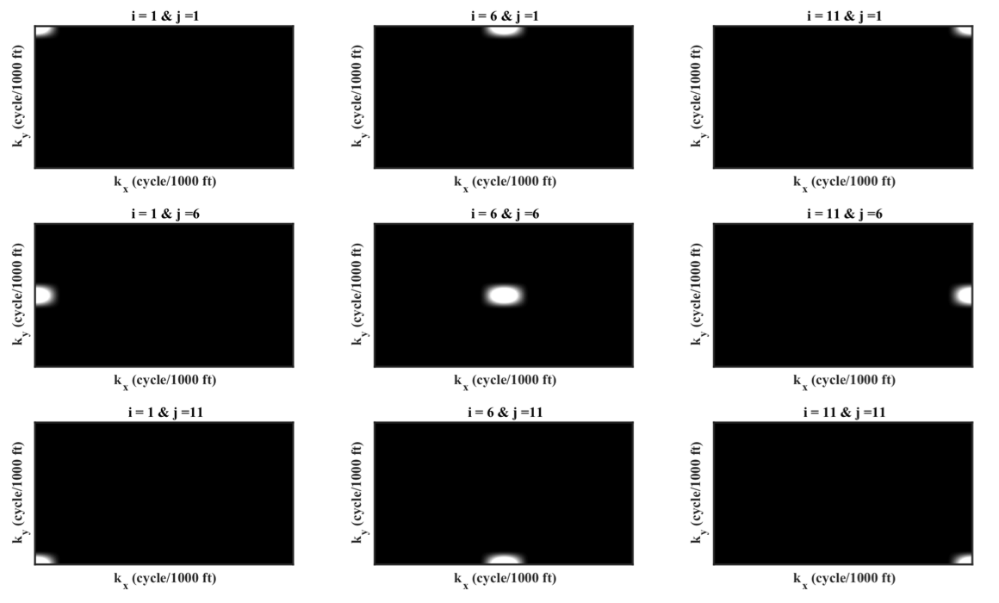 i = 1 & j =1
k_y (cycle/1000 ft)
k_x (cycle/1000 ft)
i = 6 & j =1
k_y (cycle/1000 ft)
k_x (cycle/1000 ft)
i = 11 & j =1
k_y (cycle/1000 ft)
k_x (cycle/1000 ft)
i = 1 & j =6
k_y (cycle/1000 ft)
k_x (cycle/1000 ft)
i = 6 & j =6
k_y (cycle/1000 ft)
k_x (cycle/1000 ft)
i = 11 & j =6
k_y (cycle/1000 ft)
k_x (cycle/1000 ft)
i = 1 & j =11
k_y (cycle/1000 ft)
k_x (cycle/1000 ft)
i = 6 & j =11
k_y (cycle/1000 ft)
k_x (cycle/1000 ft)
i = 11 & j =11
k_y (cycle/1000 ft)
k_x (cycle/1000 ft)